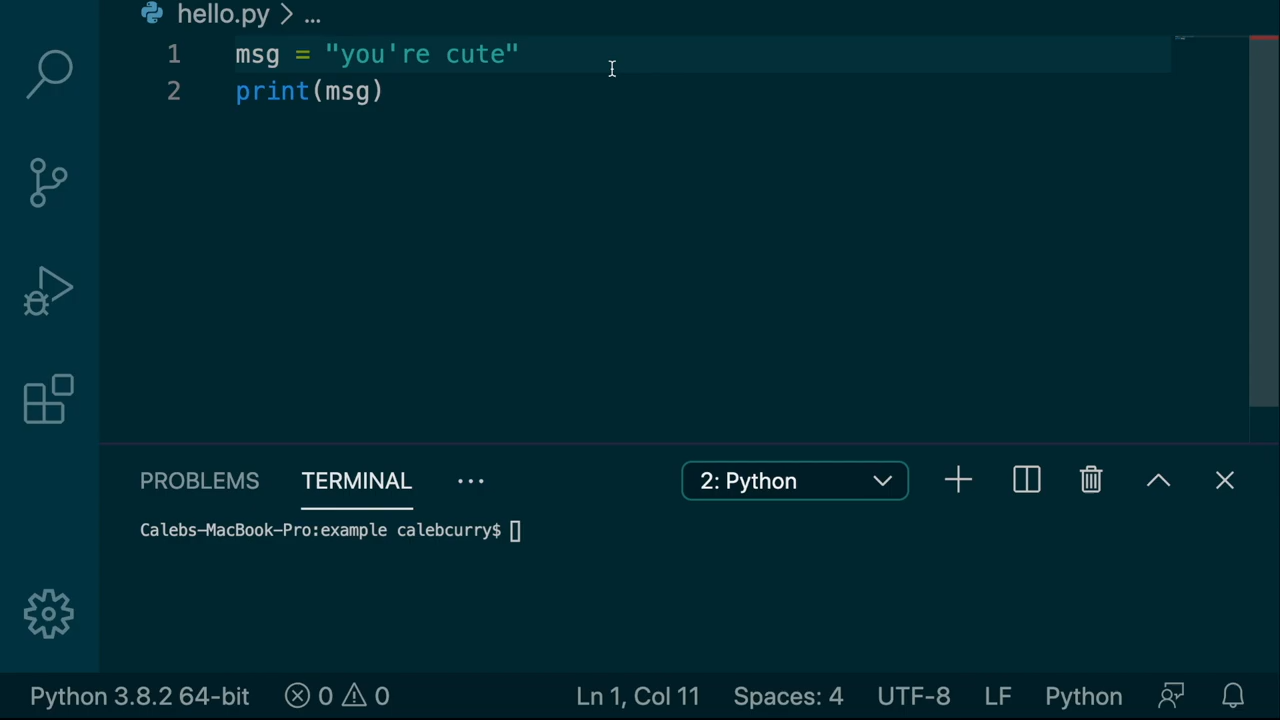 hello.py > ...
1 msg = "you're cute"
2 print(msg)
PROBLEMS TERMINAL ... 2: Python
Calebs-MacBook-Pro:example calebcurry$
Python 3.8.2 64-bit 0 0 Ln 1, Col 11 Spaces: 4 UTF-8 LF Python